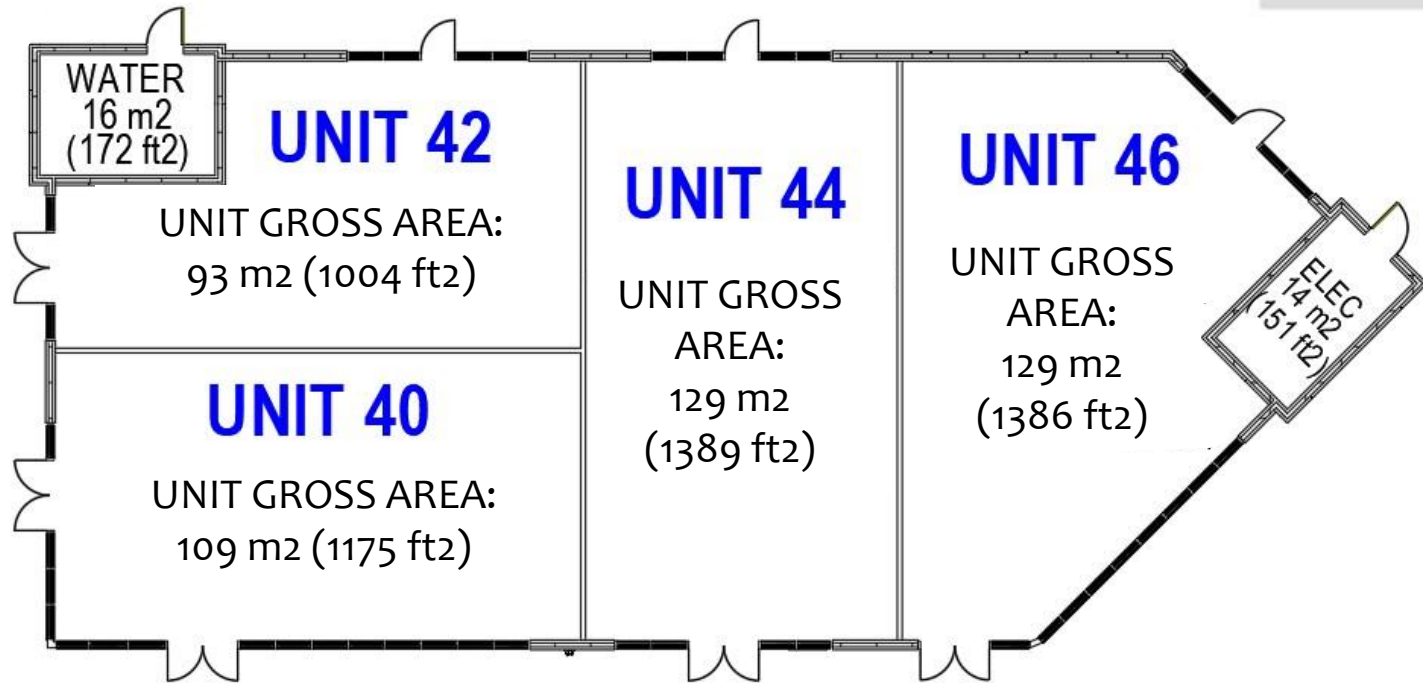 WATER
16 m2
(172 ft2)
UNIT 42
UNIT GROSS AREA:
93 m2 (1004 ft2)
UNIT 40
UNIT GROSS AREA:
109 m2 (1175 ft2)
UNIT 44
UNIT GROSS
AREA:
129 m2
(1389 ft2)
UNIT 46
UNIT GROSS
AREA:
129 m2
(1386 ft2)
ELEC
14 m2
(151 ft2)